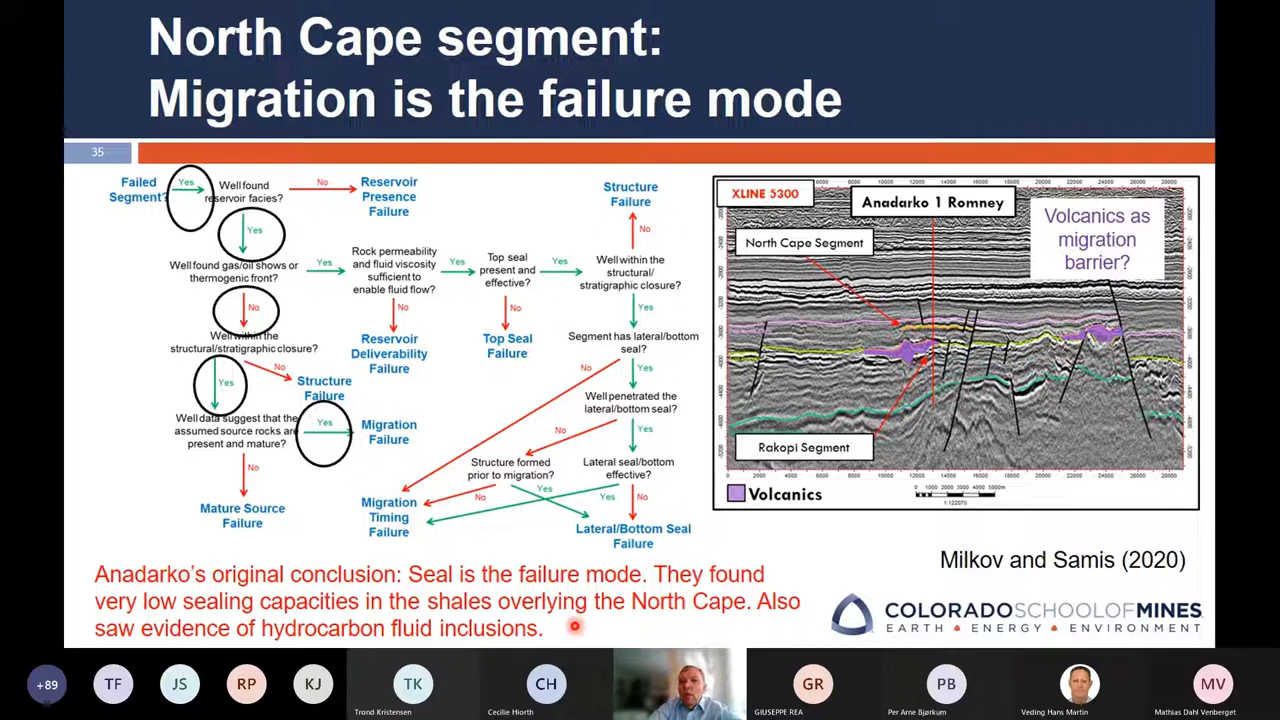 North Cape segment:
Migration is the failure mode
35
Failed
Segment?
Yes
Well found
reservoir facies?
No
Reservoir
Presence
Failure
Yes
Well found gas/oil shows or
thermogenic front?
Yes
Rock permeability
and fluid viscosity
sufficient to
enable fluid flow?
Yes
Top seal
present and
effective?
Yes
Well within the
structural/
stratigraphic closure?
No
Structure
Failure
No
Reservoir
Deliverability
Failure
No
Top Seal
Failure
Yes
Segment has lateral/bottom
seal?
No
Yes
Well penetrated the
lateral/bottom seal?
No
Yes
Structure formed
prior to migration?
Lateral seal/bottom
effective?
No
Yes
Yes
No
Migration
Timing
Failure
Lateral/Bottom Seal
Failure
No
Well within the
structural/stratigraphic closure?
No
Structure
Failure
Yes
Well data suggest that the
assumed source rocks are
present and mature?
Yes
Migration
Failure
No
Mature Source
Failure
XLINE 5300
Anadarko 1 Romney
North Cape Segment
Volcanics as
migration
barrier?
Rakopi Segment
Volcanics
Milkov and Samis (2020)
Anadarko's original conclusion: Seal is the failure mode. They found
very low sealing capacities in the shales overlying the North Cape. Also
saw evidence of hydrocarbon fluid inclusions.
COLORADOSCHOOLOFMINES
EARTH ENERGY ENVIRONMENT
+89
TF
JS
RP
KJ
TK
Trond Kristensen
CH
Cecilie Hiorth
GR
GIUSEPPE REA
PB
Per Arne Bjørkum
Veding Hans Martin
MV
Mathias Dahl Venberget